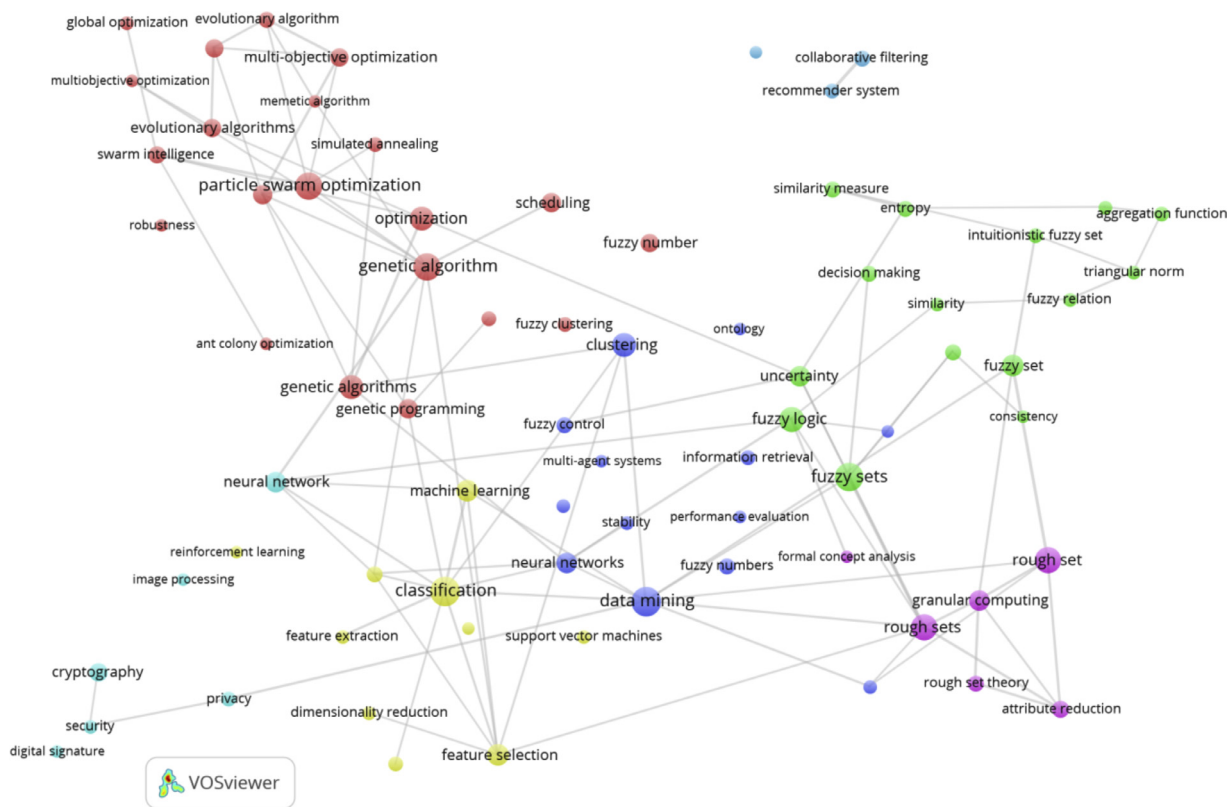 global optimization
evolutionary algorithm
multi-objective optimization
collaborative filtering
multiobjective optimization
recommender system
memetic algorithm
evolutionary algorithms
simulated annealing
swarm intelligence
particle swarm optimization
similarity measure
scheduling
entropy
aggregation function
optimization
robustness
intuitionistic fuzzy set
fuzzy number
genetic algorithm
decision making
triangular norm
similarity
fuzzy relation
fuzzy clustering
ontology
ant colony optimization
clustering
fuzzy set
uncertainty
genetic algorithms
genetic programming
fuzzy logic
consistency
fuzzy control
multi-agent systems
information retrieval
fuzzy sets
neural network
machine learning
performance evaluation
stability
reinforcement learning
formal concept analysis
rough set
neural networks
fuzzy numbers
image processing
classification
data mining
granular computing
rough sets
feature extraction
support vector machines
cryptography
rough set theory
privacy
attribute reduction
dimensionality reduction
security
digital signature
feature selection
VOSviewer